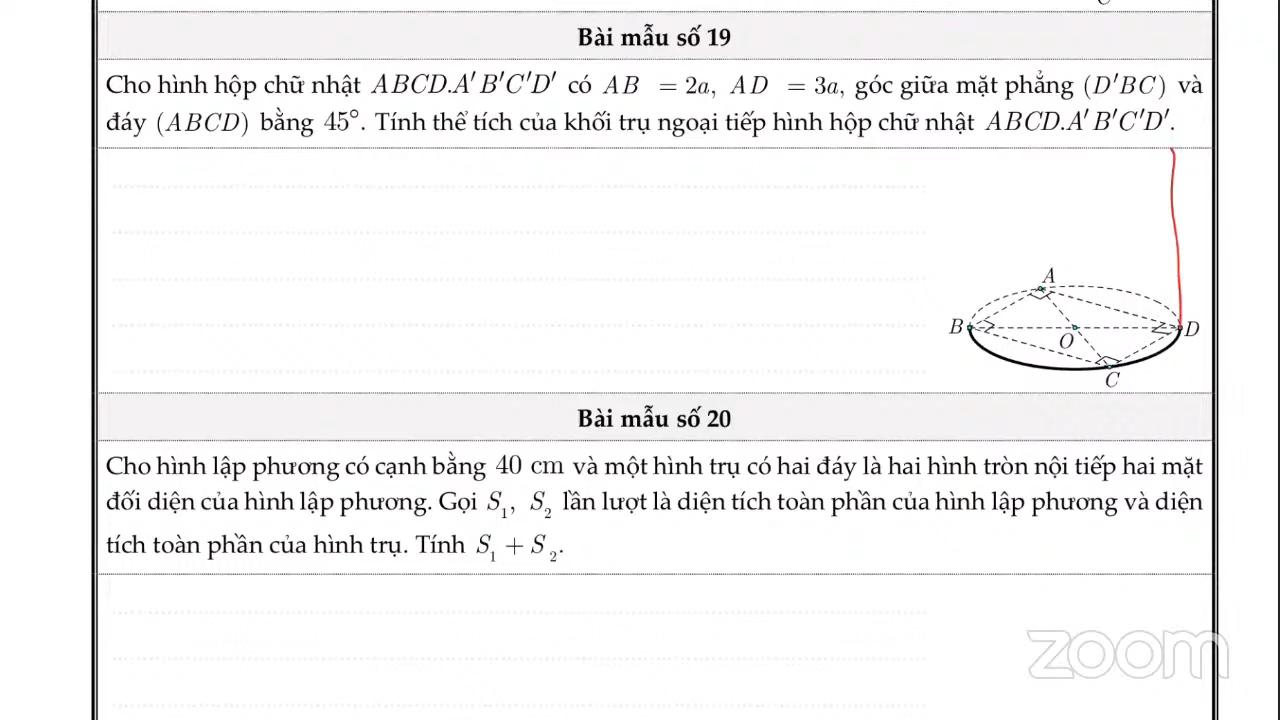 Bài mẫu số 19
Cho hình hộp chữ nhật ABCD.A'B'C'D' có AB = 2a, AD = 3a, góc giữa mặt phẳng (D'BC) và
đáy (ABCD) bằng 45°. Tính thể tích của khối trụ ngoại tiếp hình hộp chữ nhật ABCD.A'B'C'D'.
A
B
O
D
C
Bài mẫu số 20
Cho hình lập phương có cạnh bằng 40 cm và một hình trụ có hai đáy là hai hình tròn nội tiếp hai mặt
đối diện của hình lập phương. Gọi S₁, S₂ lần lượt là diện tích toàn phần của hình lập phương và diện
tích toàn phần của hình trụ. Tính S₁ + S₂.
zoom